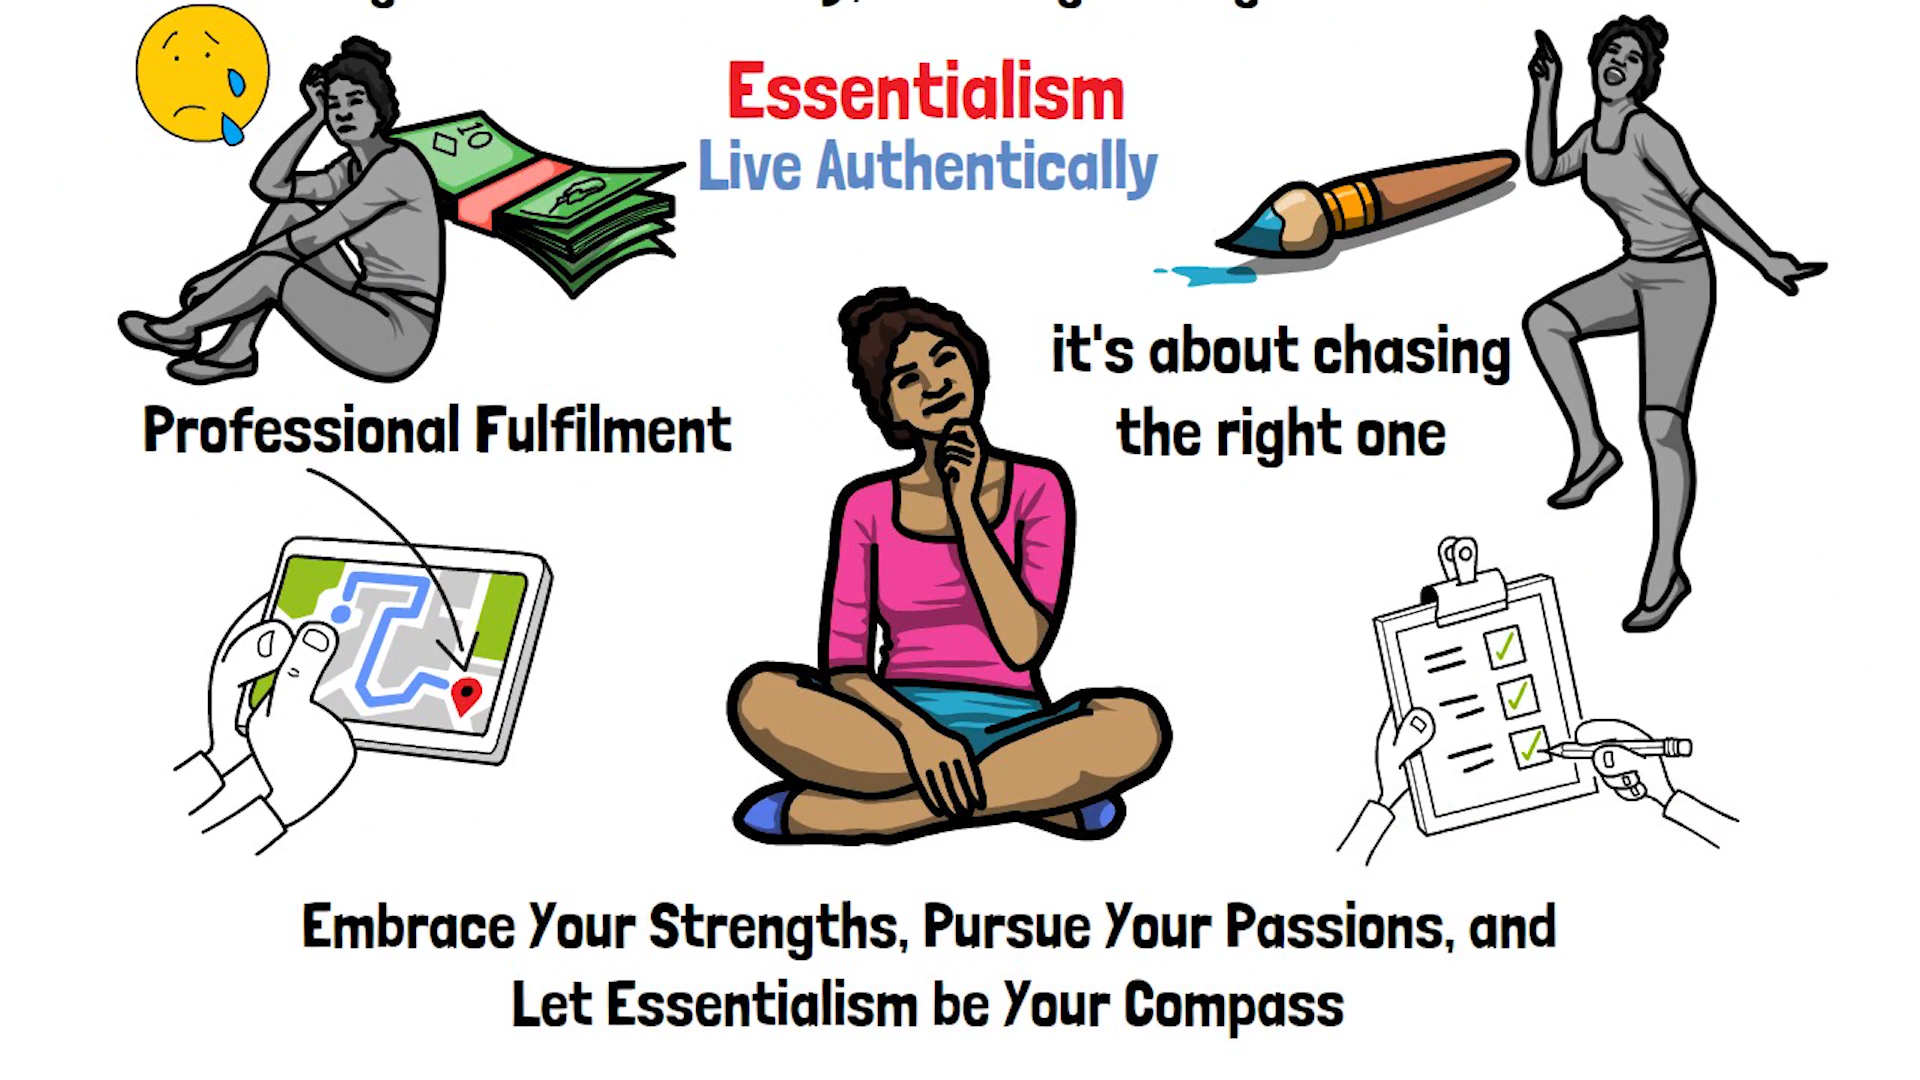 Essentialism
Live Authentically
10
it's about chasing
the right one
Professional Fulfilment
Embrace Your Strengths, Pursue Your Passions, and
Let Essentialism be Your Compass